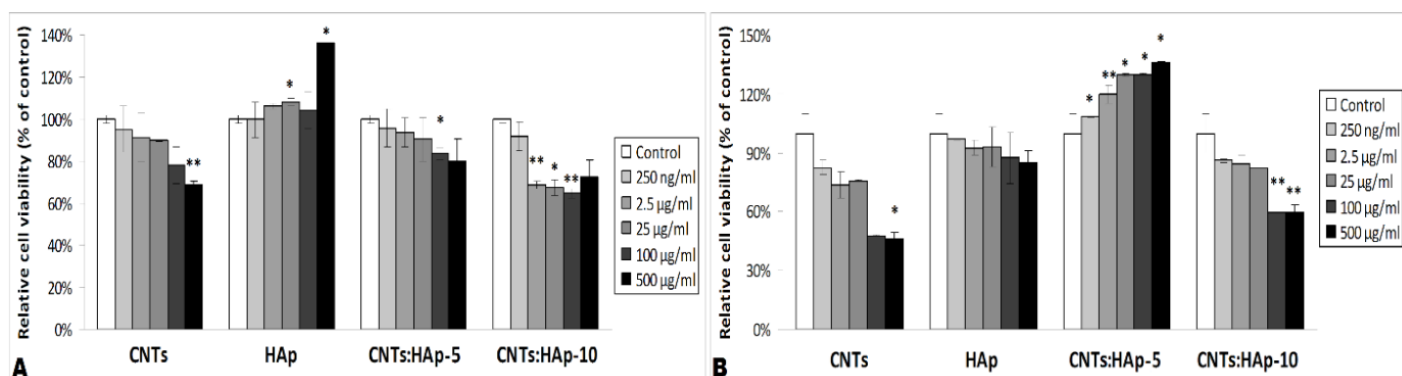 Relative cell viability (% of control)
140%
120%
100%
80%
60%
40%
20%
0%
**
*
*
*
**
*
**
CNTs
HAp
CNTs:HAp-5
CNTs:HAp-10
Control
250 ng/ml
2.5 µg/ml
25 µg/ml
100 µg/ml
500 µg/ml
A
Relative cell viability (% of control)
150%
120%
90%
60%
30%
0%
*
*
**
*
*
*
**
**
CNTs
HAp
CNTs:HAp-5
CNTs:HAp-10
Control
250 ng/ml
2.5 µg/ml
25 µg/ml
100 µg/ml
500 µg/ml
B